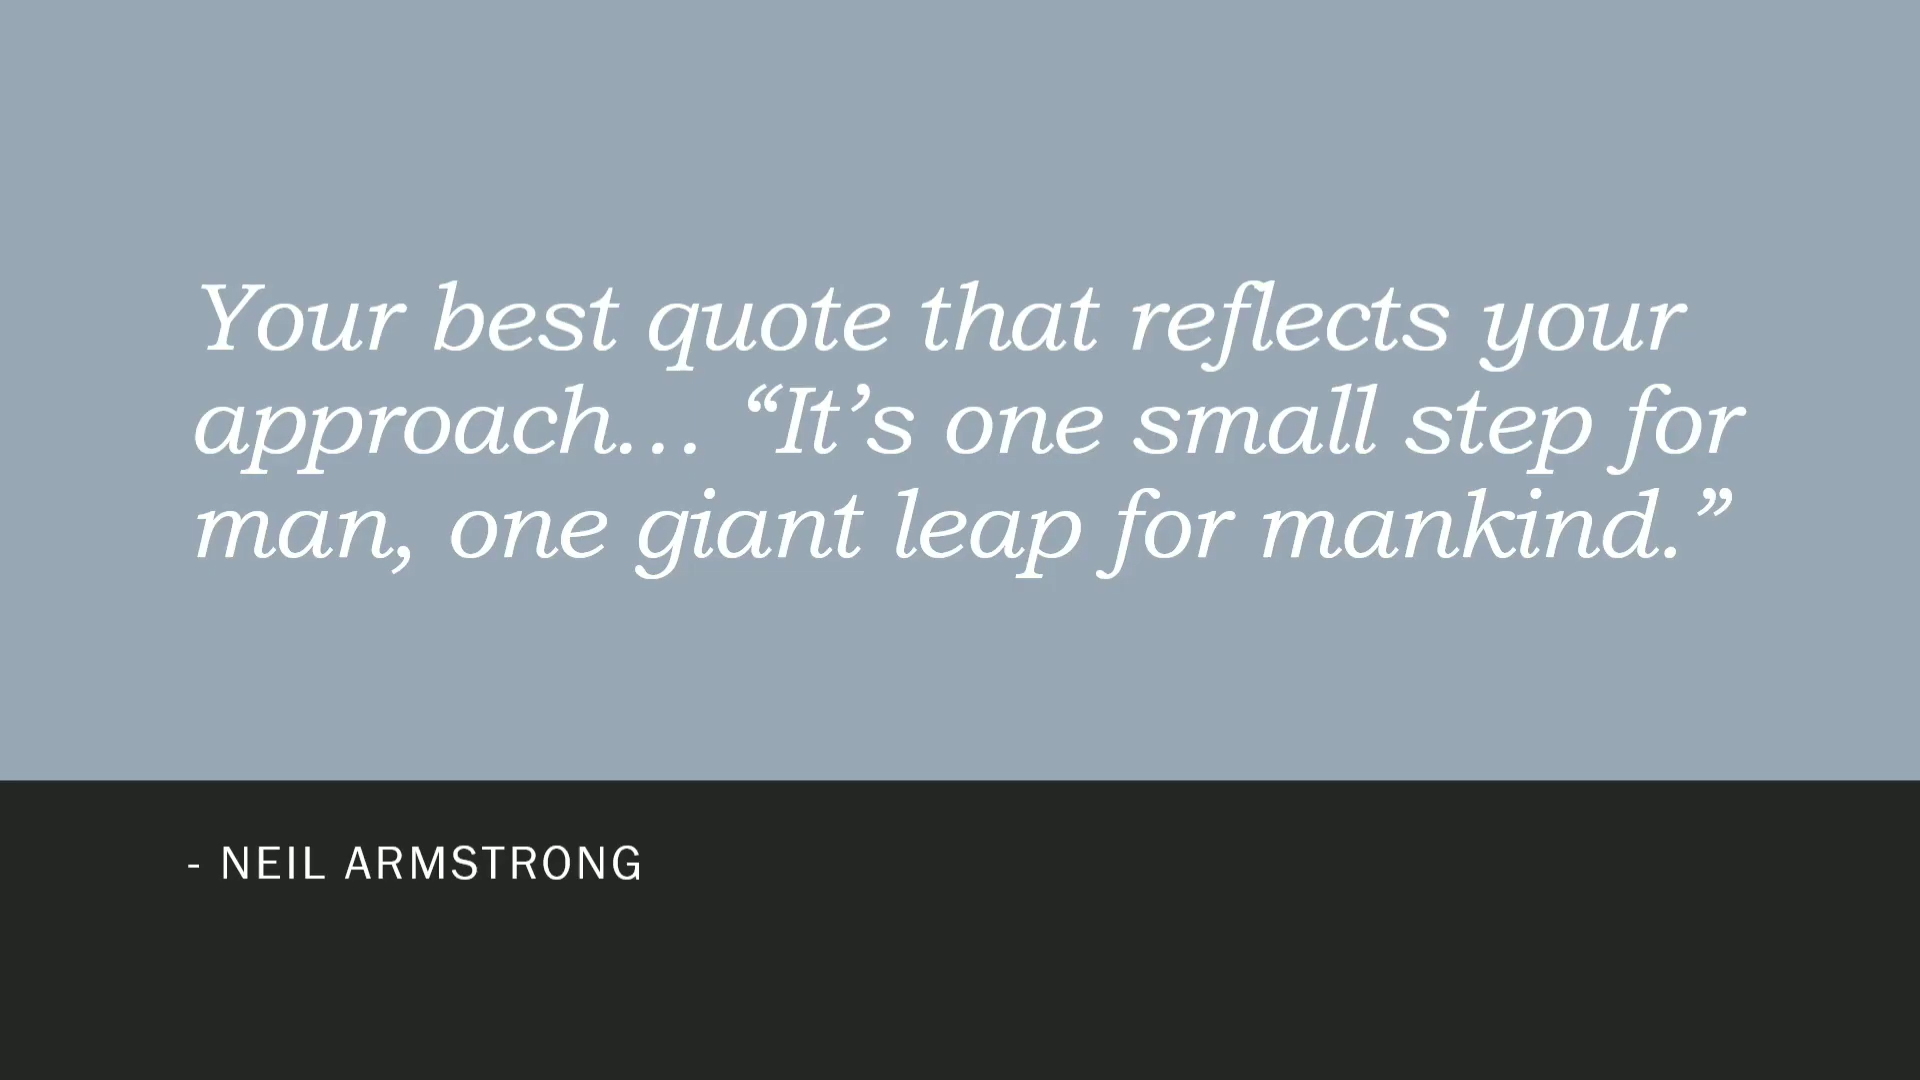 Your best quote that reflects your
approach… “It’s one small step for
man, one giant leap for mankind.”
- NEIL ARMSTRONG